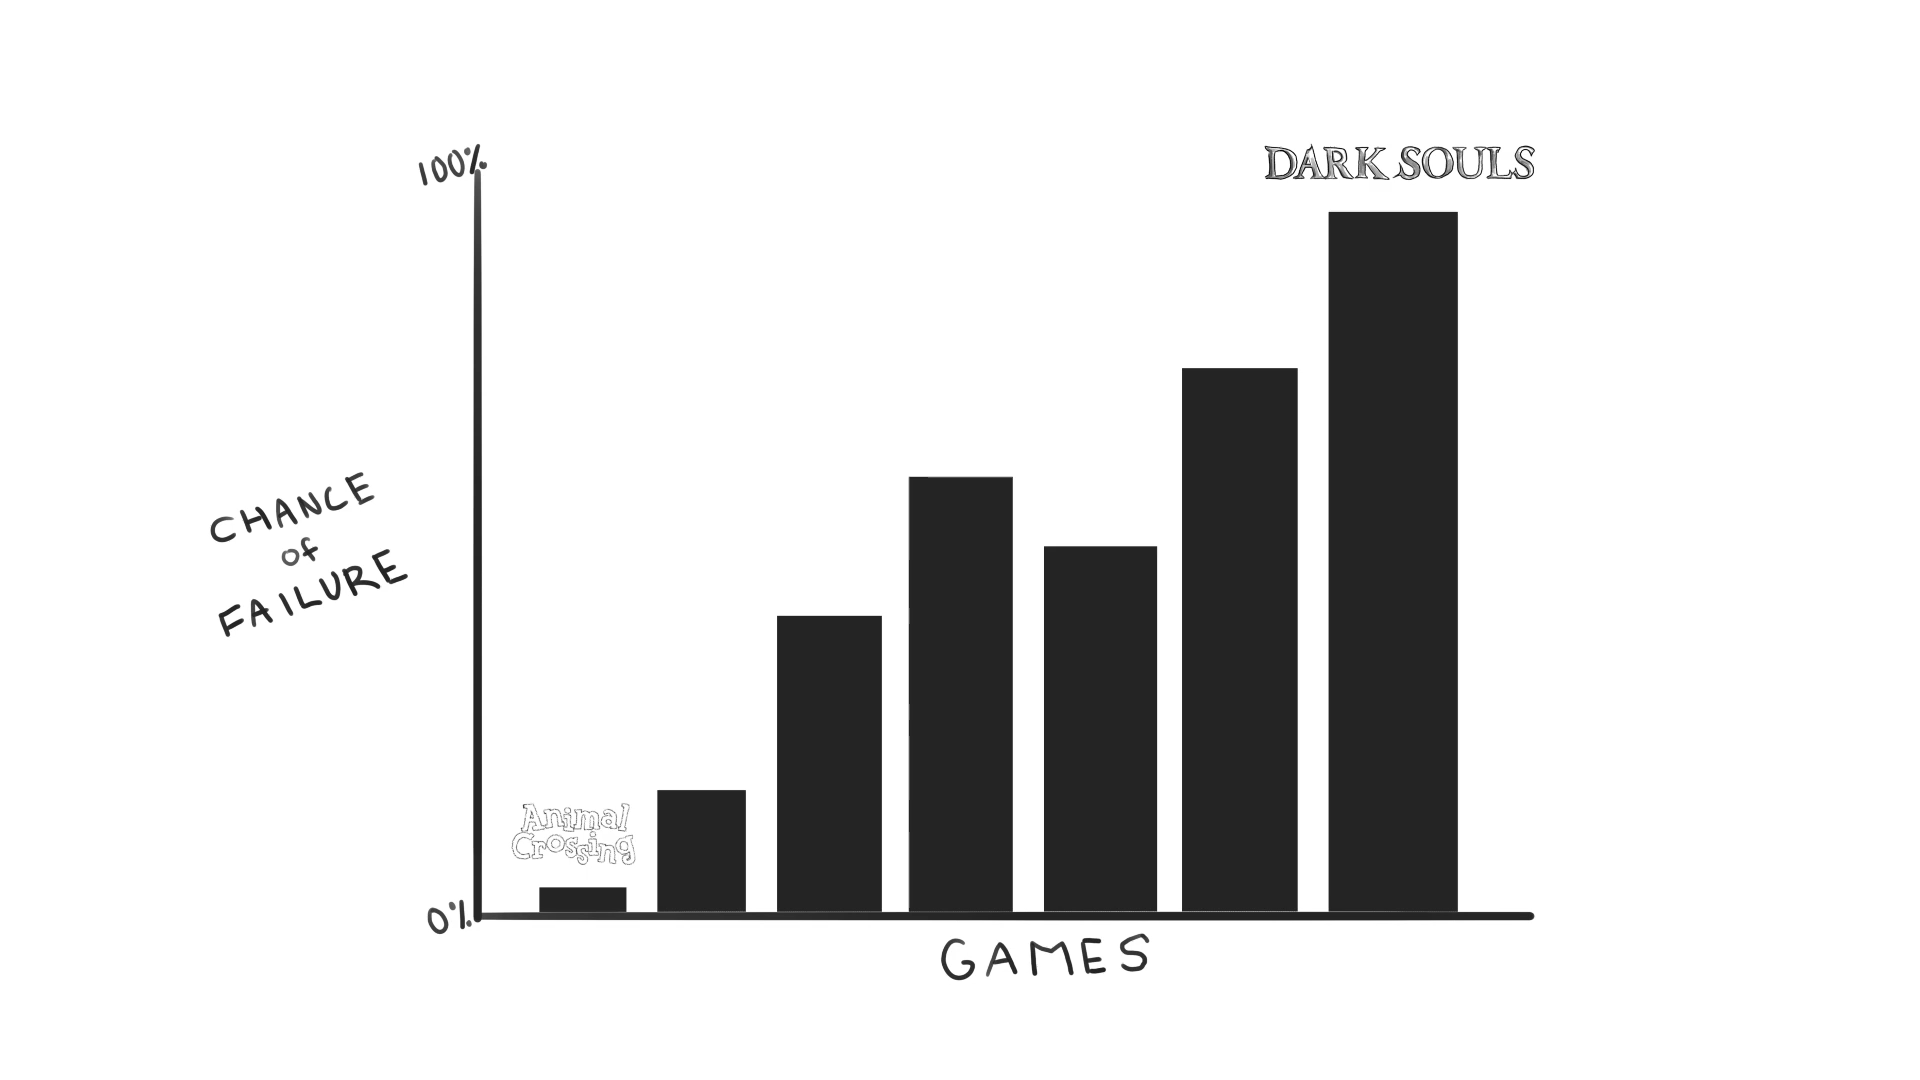 100%
DARK SOULS
CHANCE
of
FAILURE
Animal
Crossing
0%
GAMES